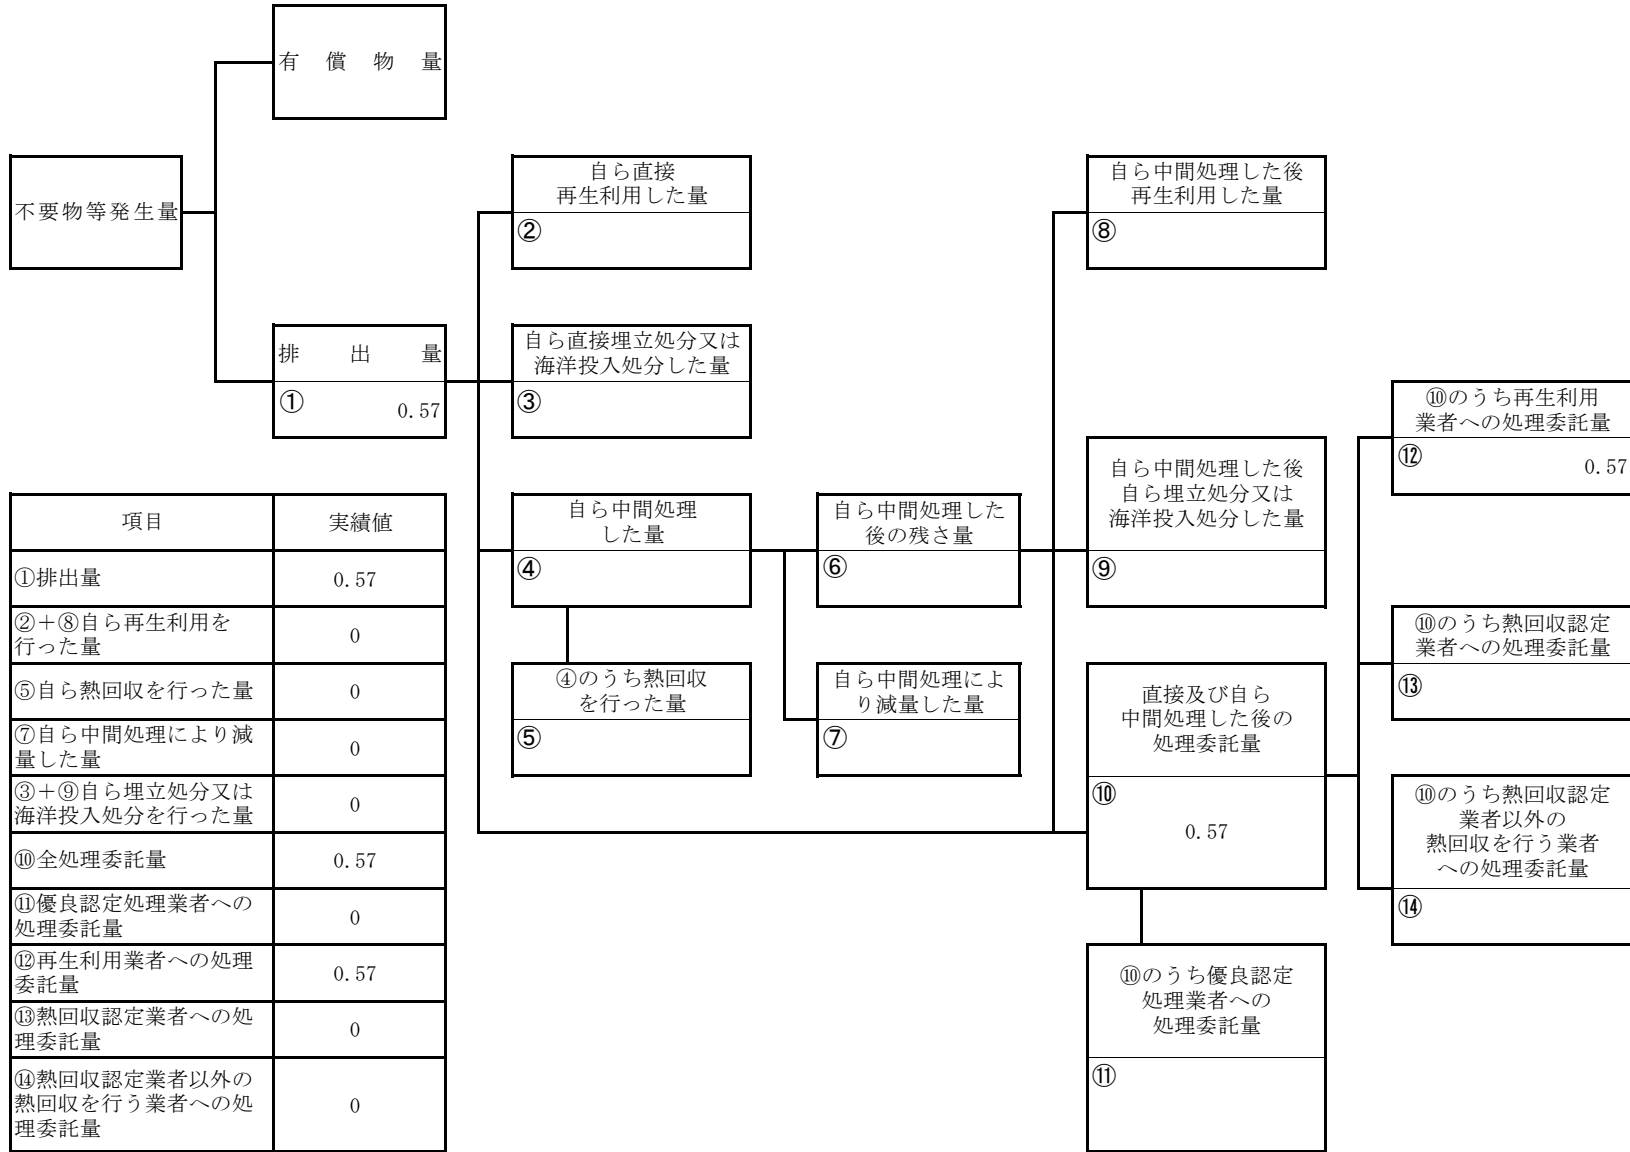 有償物量
不要物等発生量
自ら直接
再生利用した量
②
自ら中間処理した後
再生利用した量
⑧
排出量
①
0.57
自ら直接埋立処分又は
海洋投入処分した量
③
⑩のうち再生利用
業者への処理委託量
⑫
0.57
自ら中間処理した後
自ら埋立処分又は
海洋投入処分した量
⑨
自ら中間処理
した量
④
自ら中間処理した
後の残さ量
⑥
④のうち熱回収
を行った量
⑤
自ら中間処理によ
り減量した量
⑦
⑩のうち熱回収認定
業者への処理委託量
⑬
直接及び自ら
中間処理した後の
処理委託量
⑩
0.57
⑩のうち熱回収認定
業者以外の
熱回収を行う業者
への処理委託量
⑭
⑩のうち優良認定
処理業者への
処理委託量
⑪
項目 実績値
①排出量 0.57
②＋⑧自ら再生利用を
行った量 0
⑤自ら熱回収を行った量 0
⑦自ら中間処理により減
量した量 0
③＋⑨自ら埋立処分又は
海洋投入処分を行った量 0
⑩全処理委託量 0.57
⑪優良認定処理業者への
処理委託量 0
⑫再生利用業者への処理
委託量 0.57
⑬熱回収認定業者への処
理委託量 0
⑭熱回収認定業者以外の
熱回収を行う業者への処
理委託量 0